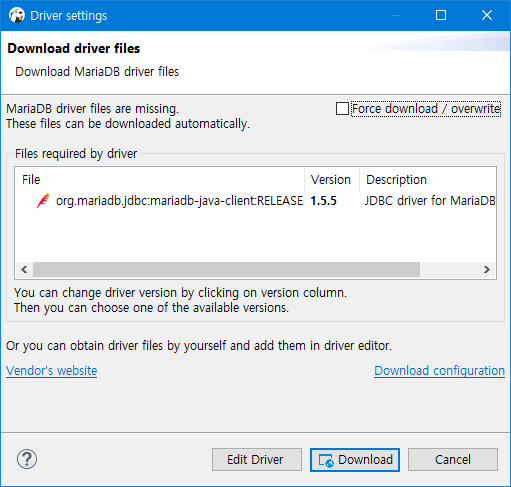 Driver settings
Download driver files
Download MariaDB driver files
MariaDB driver files are missing.
These files can be downloaded automatically.
Force download / overwrite
Files required by driver
File Version Description
org.mariadb.jdbc:mariadb-java-client:RELEASE 1.5.5 JDBC driver for MariaDB
You can change driver version by clicking on version column.
Then you can choose one of the available versions.
Or you can obtain driver files by yourself and add them in driver editor.
Vendor's website Download configuration
? Edit Driver Download Cancel